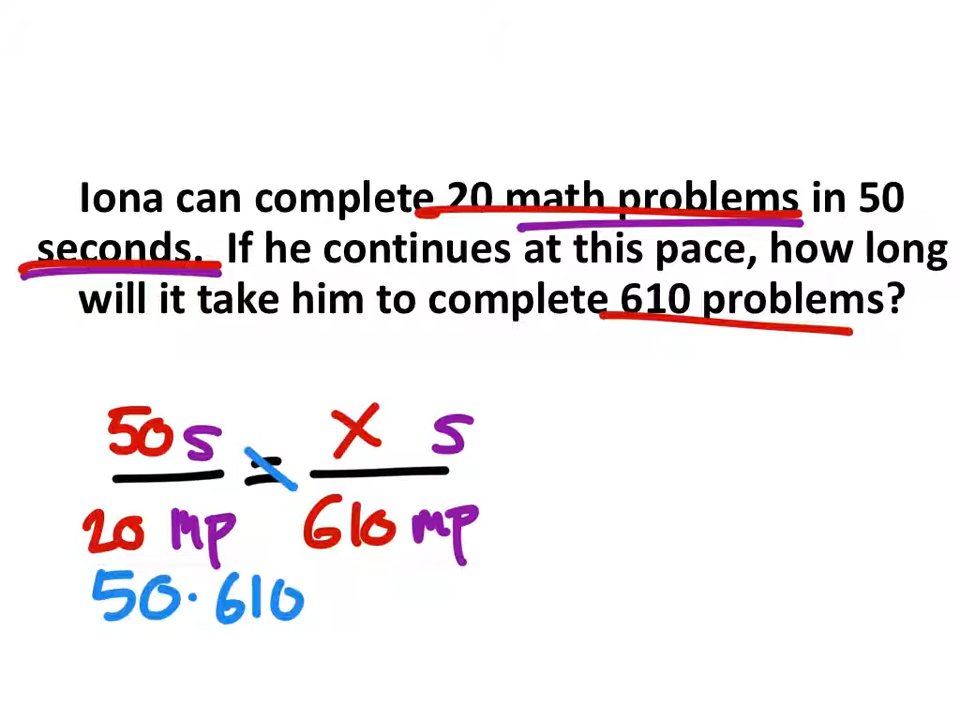 Iona can complete 20 math problems in 50
seconds. If he continues at this pace, how long
will it take him to complete 610 problems?
50 s = x s
20 mp 610 mp
50 · 610